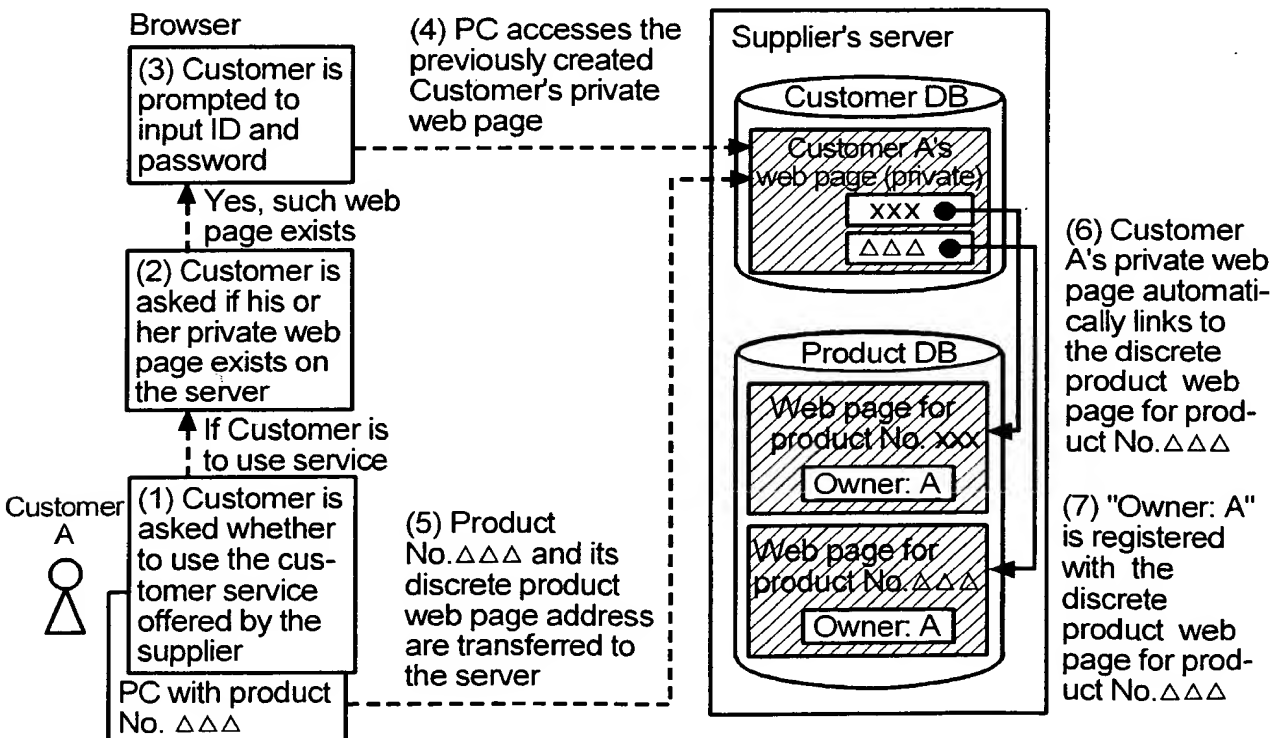 Browser
(3) Customer is
prompted to
input ID and
password
Yes, such web
page exists
(2) Customer is
asked if his or
her private web
page exists on
the server
If Customer is
to use service
Customer
A
(1) Customer is
asked whether
to use the cus-
tomer service
offered by the
supplier
PC with product
No. △△△
(4) PC accesses the
previously created
Customer's private
web page
(5) Product
No.△△△ and its
discrete product
web page address
are transferred to
the server
Supplier's server
Customer DB
Customer A's
web page (private)
xxx
△△△
Product DB
Web page for
product No. xxx
Owner: A
Web page for
product No.△△△
Owner: A
(6) Customer
A's private web
page automati-
cally links to
the discrete
product web
page for prod-
uct No.△△△
(7) "Owner: A"
is registered
with the
discrete
product web
page for prod-
uct No.△△△